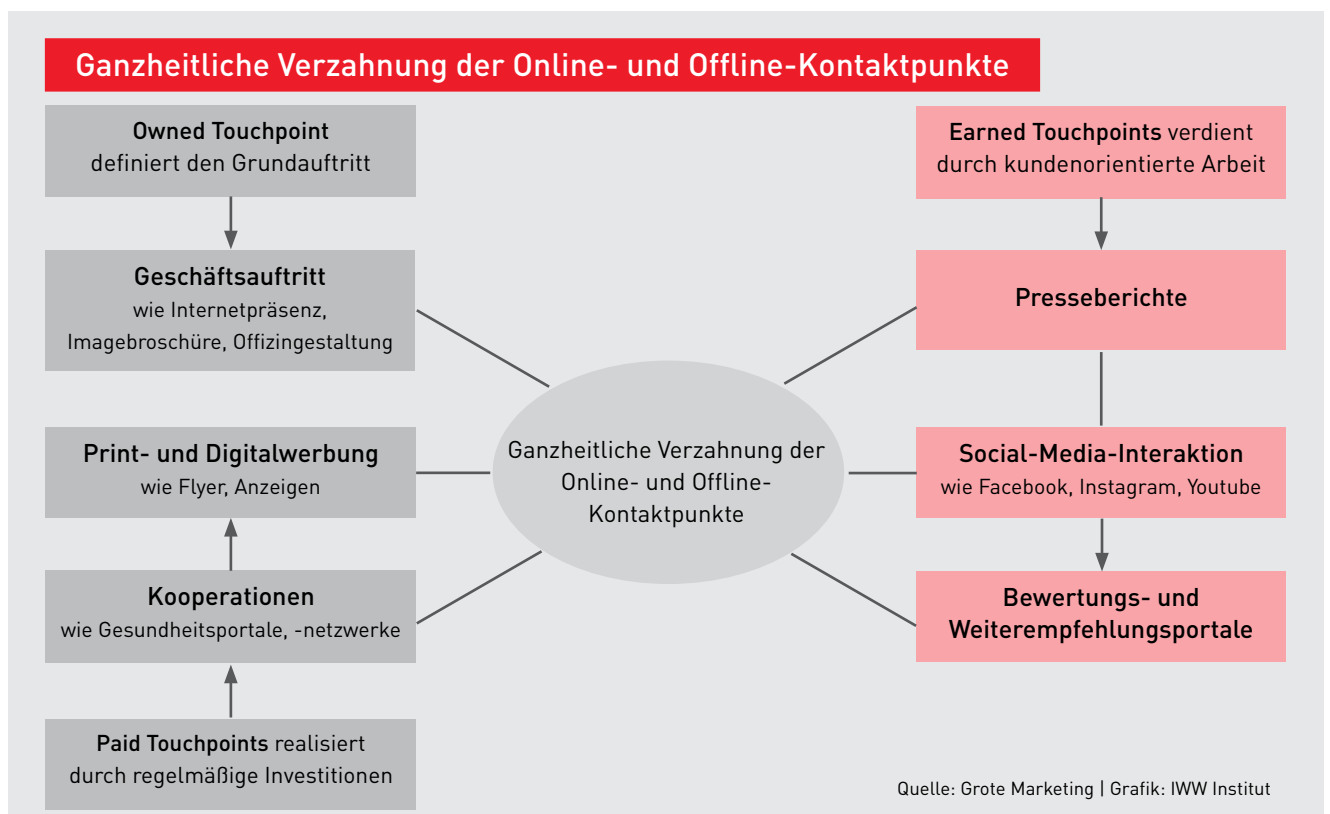 Ganzheitliche Verzahnung der Online- und Offline-Kontaktpunkte
Owned Touchpoint
definiert den Grundauftritt
Geschäftsauftritt
wie Internetpräsenz,
Imagebroschüre, Offizingestaltung
Print- und Digitalwerbung
wie Flyer, Anzeigen
Kooperationen
wie Gesundheitsportale, -netzwerke
Paid Touchpoints realisiert
durch regelmäßige Investitionen
Ganzheitliche Verzahnung der
Online- und Offline-
Kontaktpunkte
Earned Touchpoints verdient
durch kundenorientierte Arbeit
Presseberichte
Social-Media-Interaktion
wie Facebook, Instagram, Youtube
Bewertungs- und
Weiterempfehlungsportale
Quelle: Grote Marketing | Grafik: IWW Institut